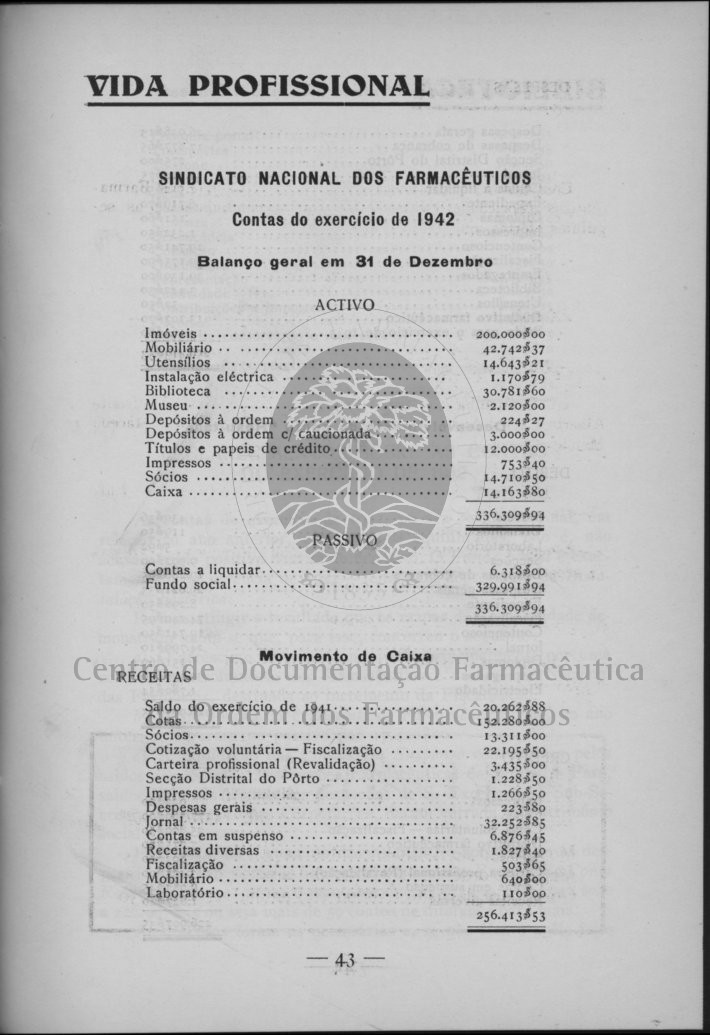 VIDA PROFISSIONAL
SINDICATO NACIONAL DOS FARMACÊUTICOS
Contas do exercício de 1942
Balanço geral em 31 de Dezembro
ACTIVO
Imóveis 200.000$00
Mobiliário 42.742$37
Utensílios 14.643$21
Instalação eléctrica 1.170$79
Biblioteca 30.781$60
Museu 2.120$00
Depósitos à ordem 224$27
Depósitos à ordem c/ caucionada 3.000$00
Títulos e papeis de crédito 12.000$00
Impressos 753$40
Sócios 14.710$50
Caixa 14.163$80
336.309$94
PASSIVO
Contas a liquidar 6.318$00
Fundo social 329.991$94
336.309$94
Movimento de Caixa
Centro de Documentação Farmacêutica
RECEITAS
Saldo do exercício de 1941 20.262$88
da Ordem dos Farmacêuticos
Cotas 152.280$00
Sócios 13.311$00
Cotização voluntária — Fiscalização 22.195$50
Carteira profissional (Revalidação) 3.435$00
Secção Distrital do Pôrto 1.228$50
Impressos 1.266$50
Despesas gerais 223$80
Jornal 32.252$85
Contas em suspenso 6.876$45
Receitas diversas 1.827$40
Fiscalização 503$65
Mobiliário 640$00
Laboratório 110$00
256.413$53
— 43 —